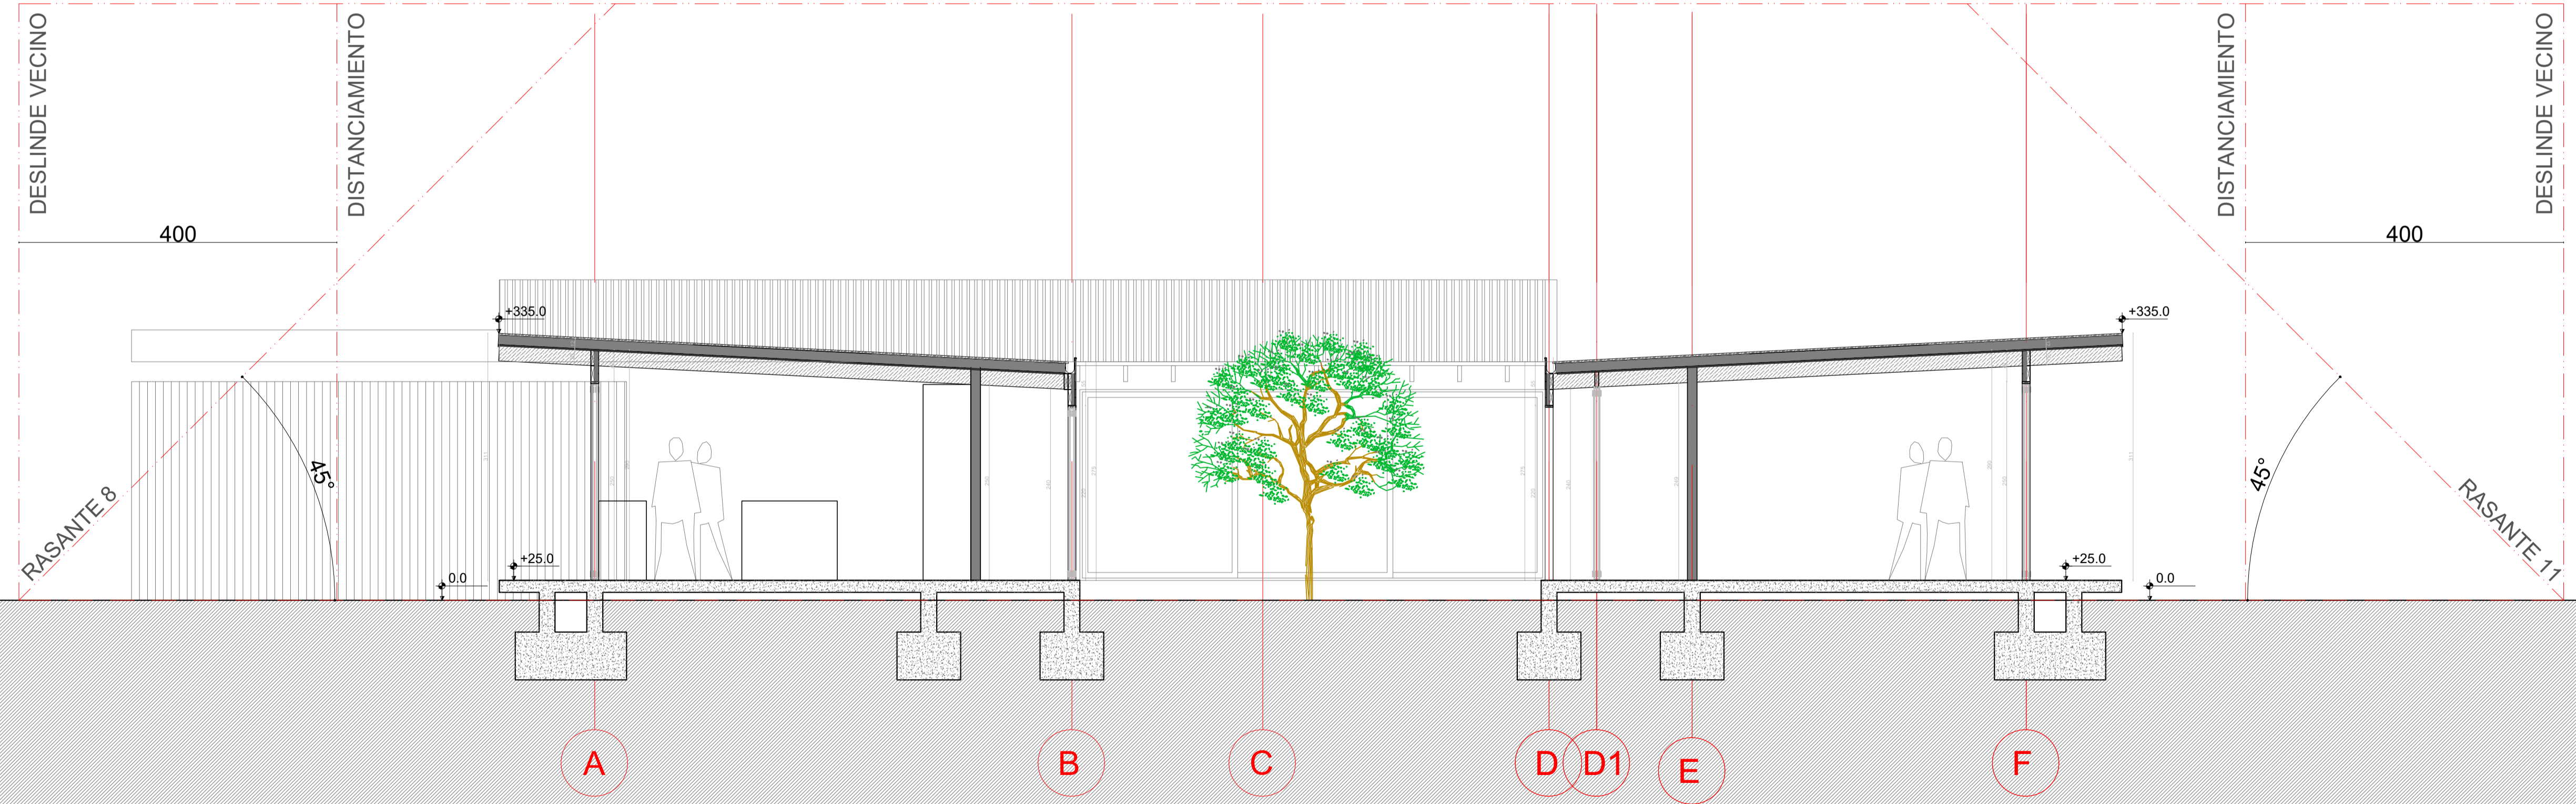 DESLINDE VECINO
DISTANCIAMIENTO
DISTANCIAMIENTO
DESLINDE VECINO
400
400
+335.0
+335.0
45°
45°
RASANTE 8
RASANTE 11
+25.0
+25.0
0.0
0.0
A
B
C
D
D1
E
F